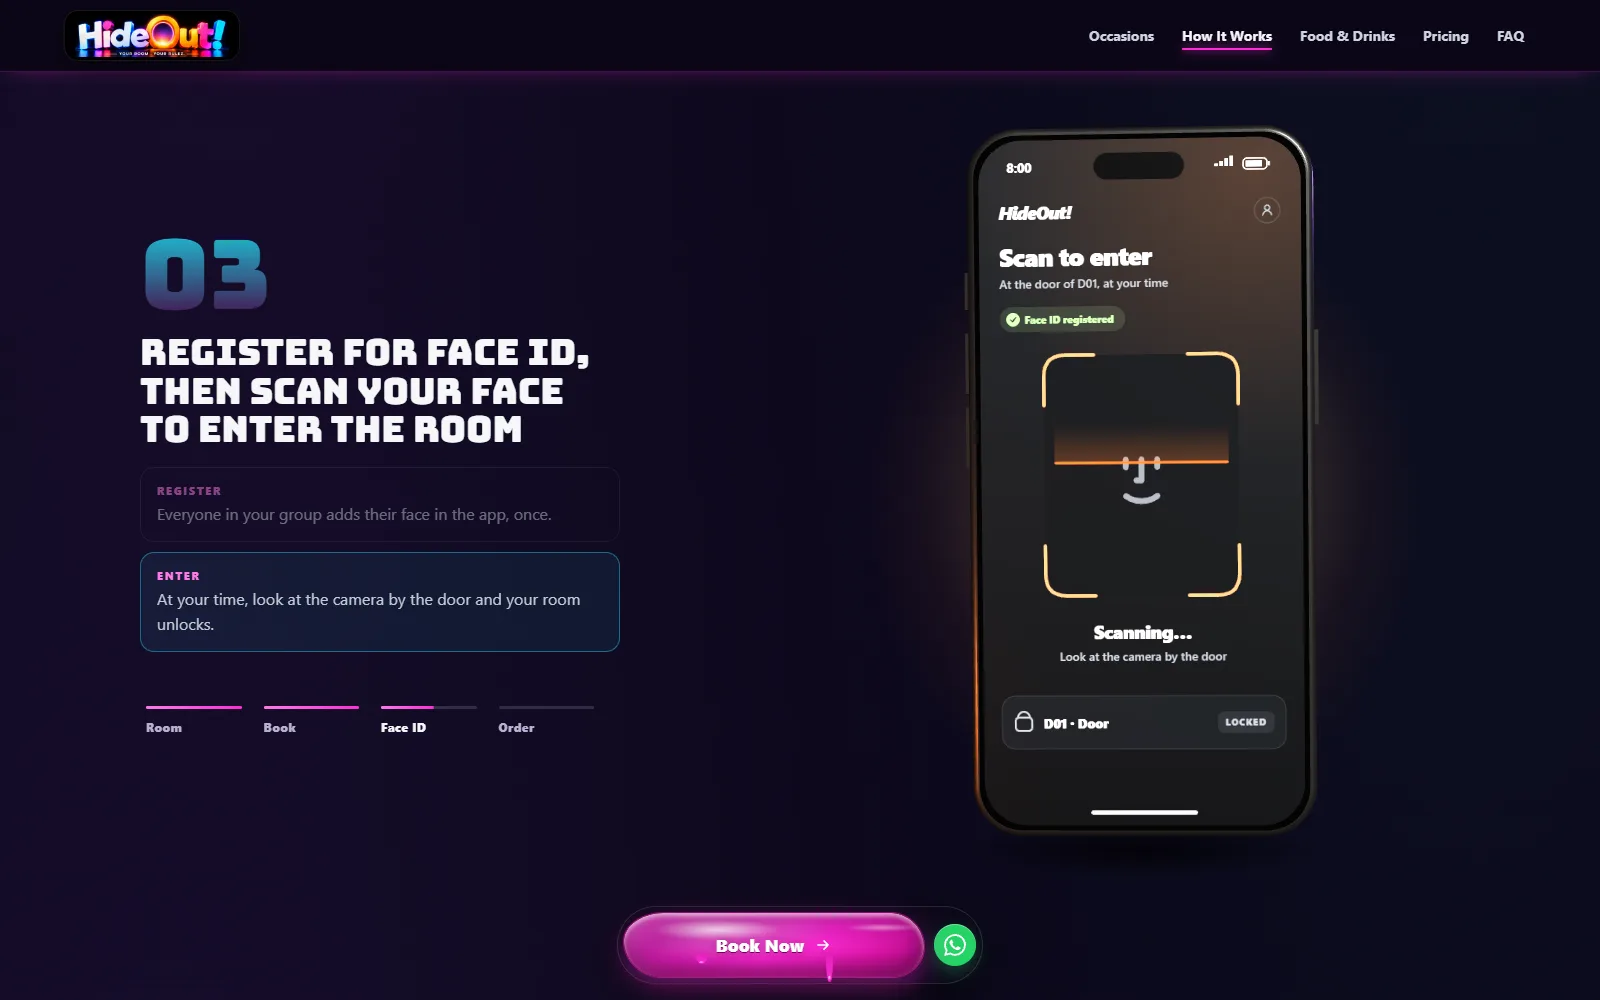 HideOut!
YOUR ROOM. YOUR RULES.
Occasions
How It Works
Food & Drinks
Pricing
FAQ
03
REGISTER FOR FACE ID,
THEN SCAN YOUR FACE
TO ENTER THE ROOM
REGISTER
Everyone in your group adds their face in the app, once.
ENTER
At your time, look at the camera by the door and your room
unlocks.
Room
Book
Face ID
Order
8:00
HideOut!
Scan to enter
At the door of D01, at your time
Face ID registered
Scanning...
Look at the camera by the door
D01 · Door
LOCKED
Book Now →